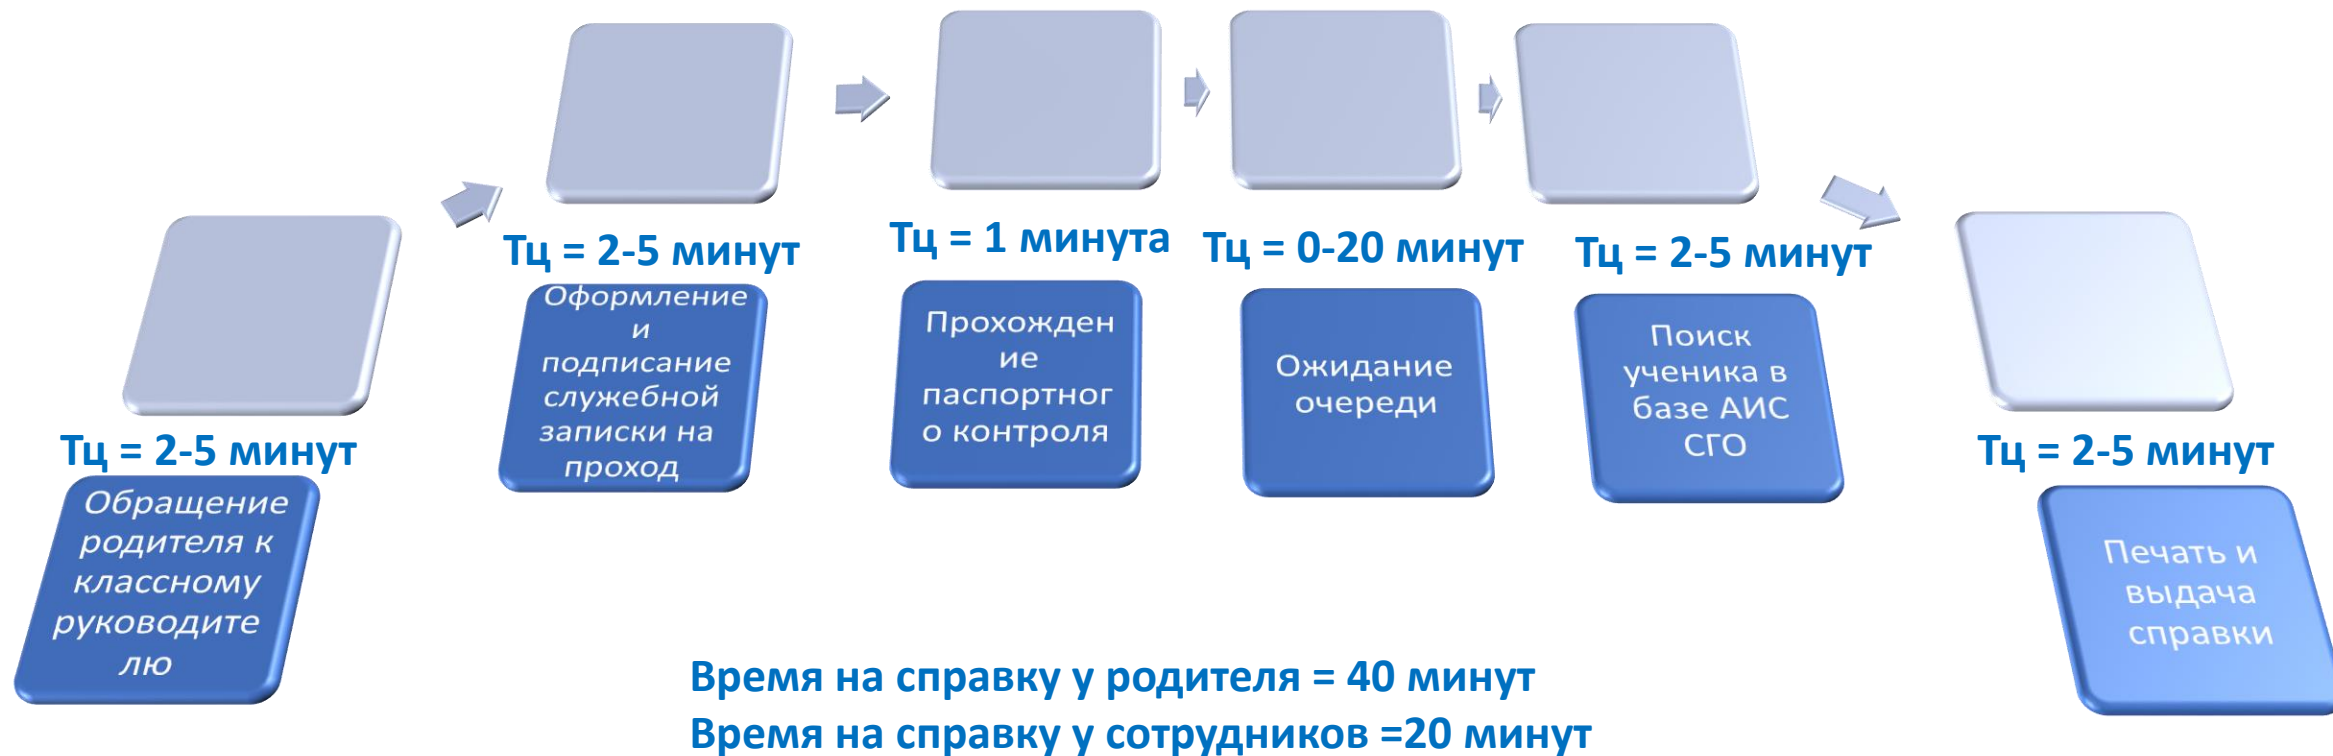 Тц = 2-5 минут
Обращение
родителя к
классному
руководите
лю
Тц = 2-5 минут
Оформление
и
подписание
служебной
записки на
проход
Тц = 1 минута
Прохожден
ие
паспортног
о контроля
Тц = 0-20 минут
Ожидание
очереди
Тц = 2-5 минут
Поиск
ученика в
базе АИС
СГО
Тц = 2-5 минут
Печать и
выдача
справки
Время на справку у родителя = 40 минут
Время на справку у сотрудников =20 минут